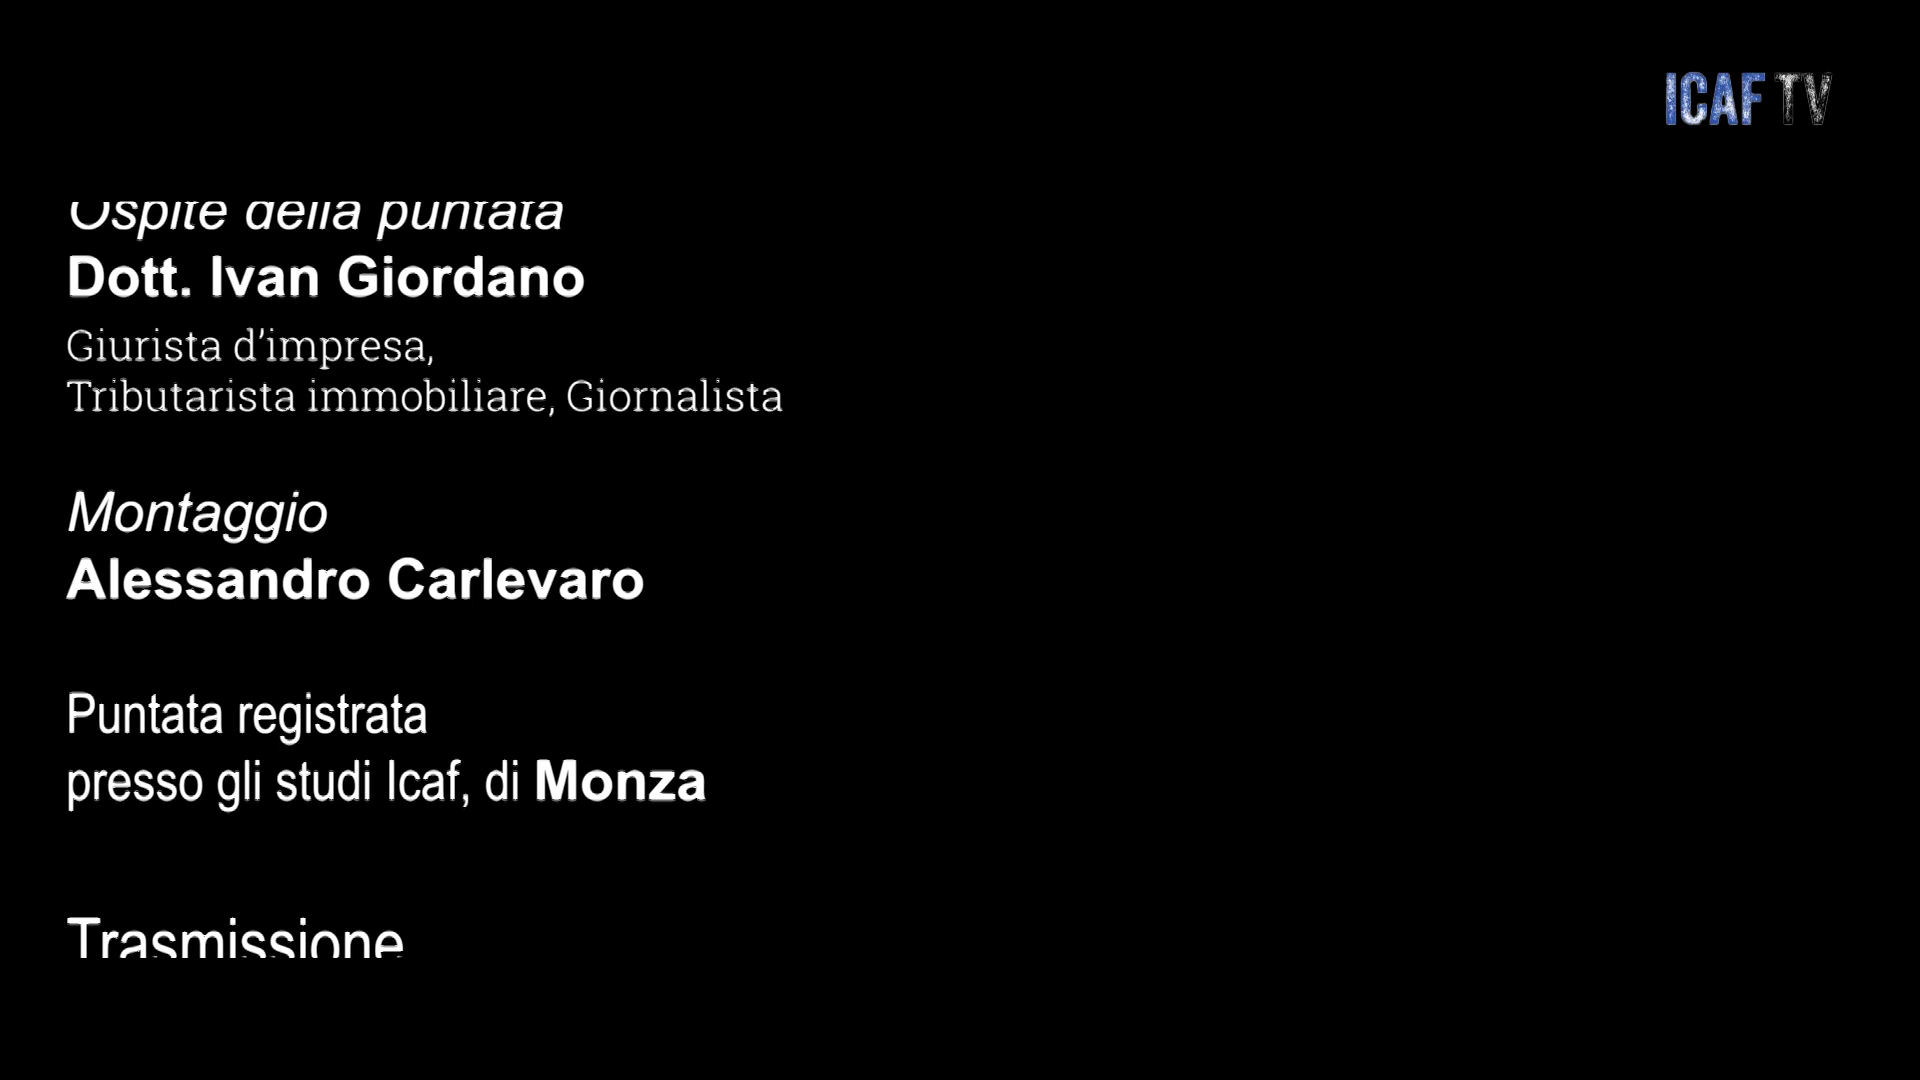 ICAF TV
Ospite della puntata
Dott. Ivan Giordano
Giurista d’impresa,
Tributarista immobiliare, Giornalista
Montaggio
Alessandro Carlevaro
Puntata registrata
presso gli studi Icaf, di Monza
Trasmissione